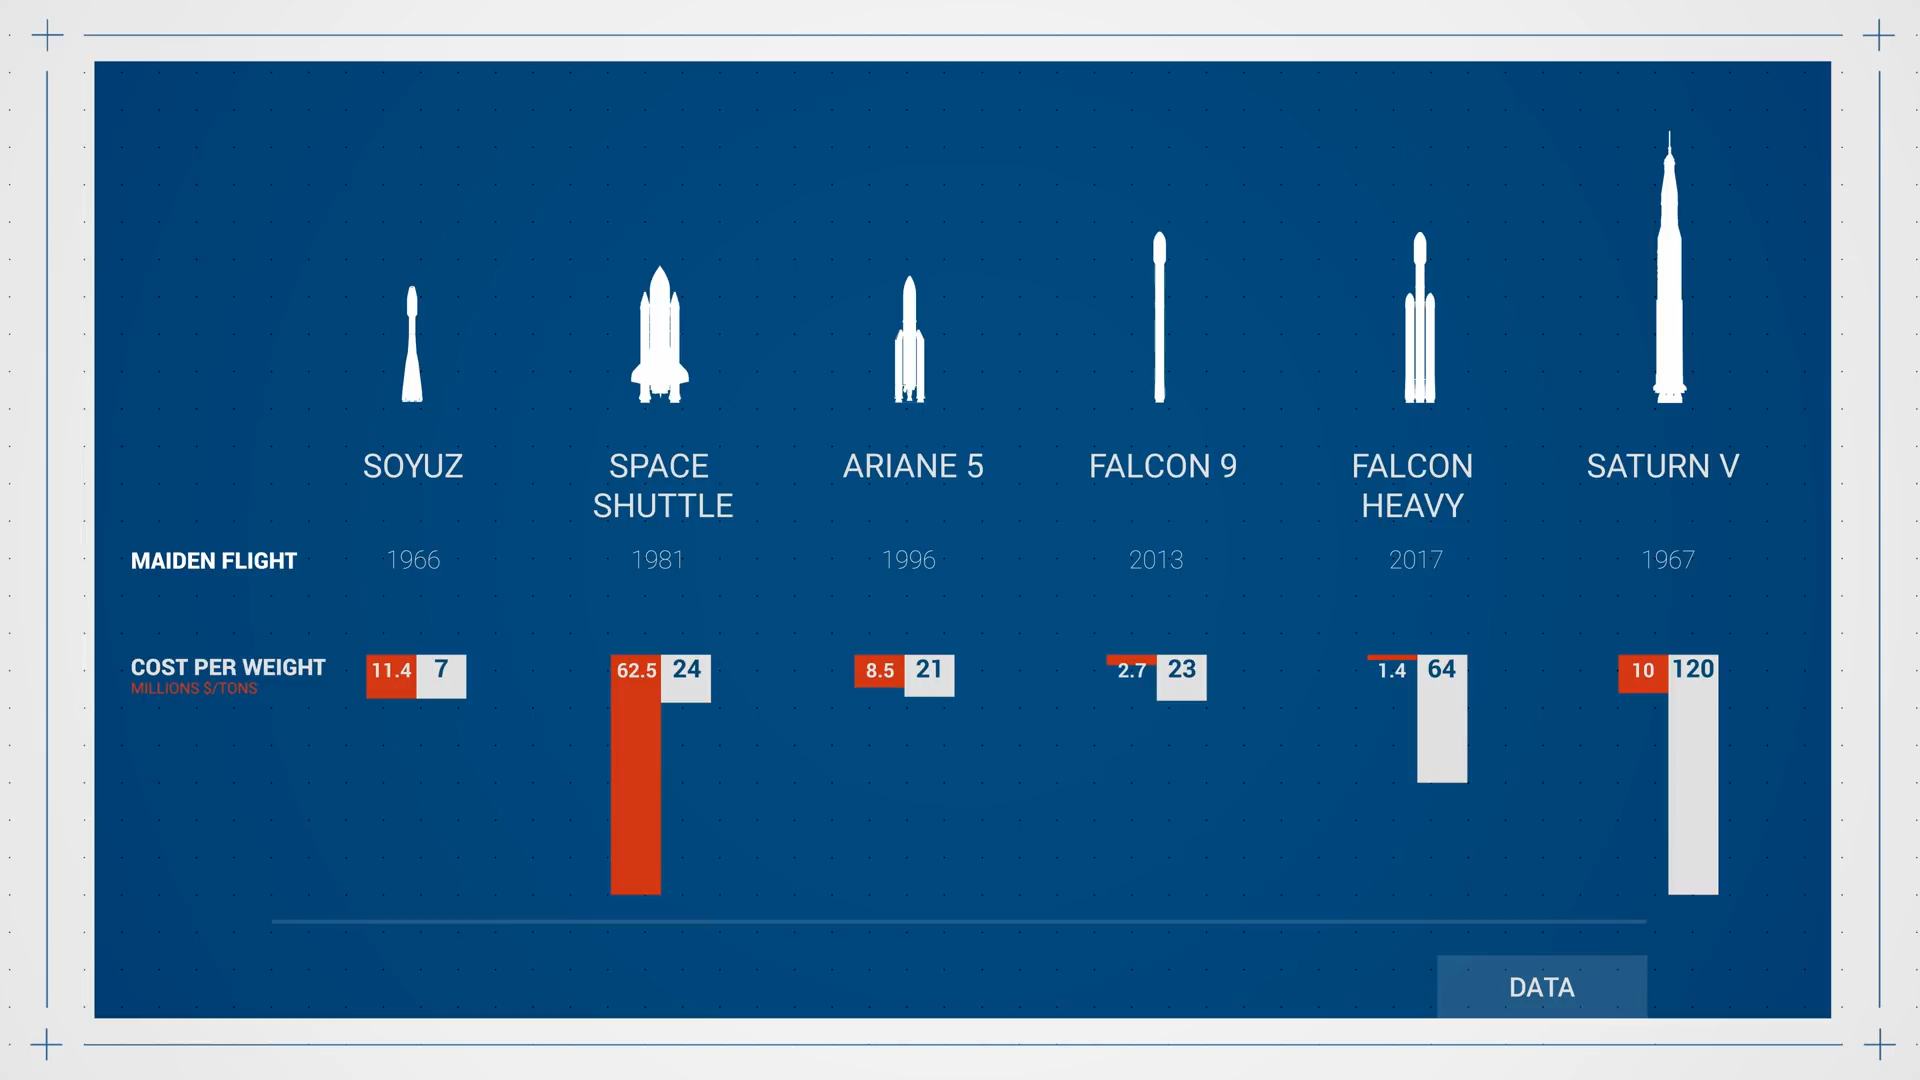 SOYUZ
SPACE
SHUTTLE
ARIANE 5
FALCON 9
FALCON
HEAVY
SATURN V
MAIDEN FLIGHT 1966 1981 1996 2013 2017 1967
COST PER WEIGHT 11.4 7 62.5 24 8.5 21 2.7 23 1.4 64 10 120
MILLIONS $/TONS
DATA